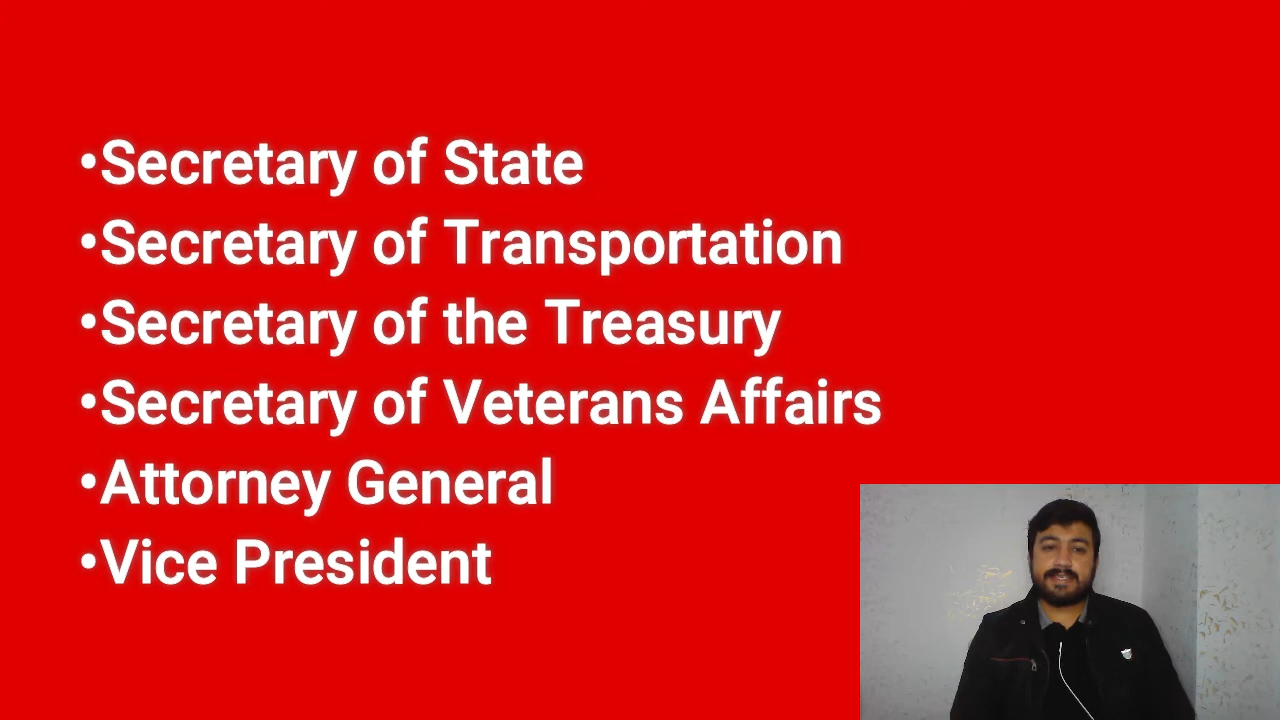 •Secretary of State
•Secretary of Transportation
•Secretary of the Treasury
•Secretary of Veterans Affairs
•Attorney General
•Vice President